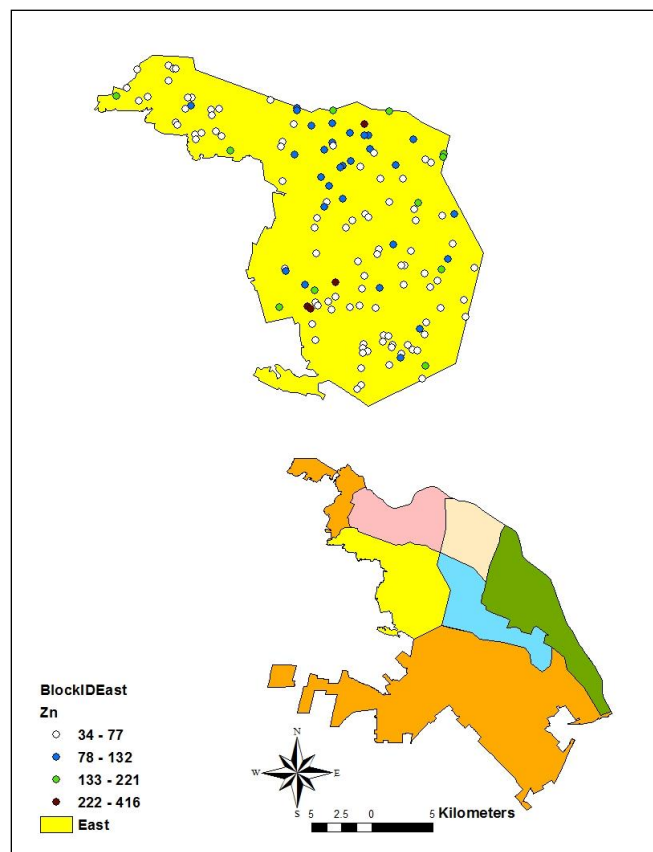 BlockIDEast
Zn
34 - 77
78 - 132
133 - 221
222 - 416
East
N
W E
S
5 2.5 0 5 Kilometers